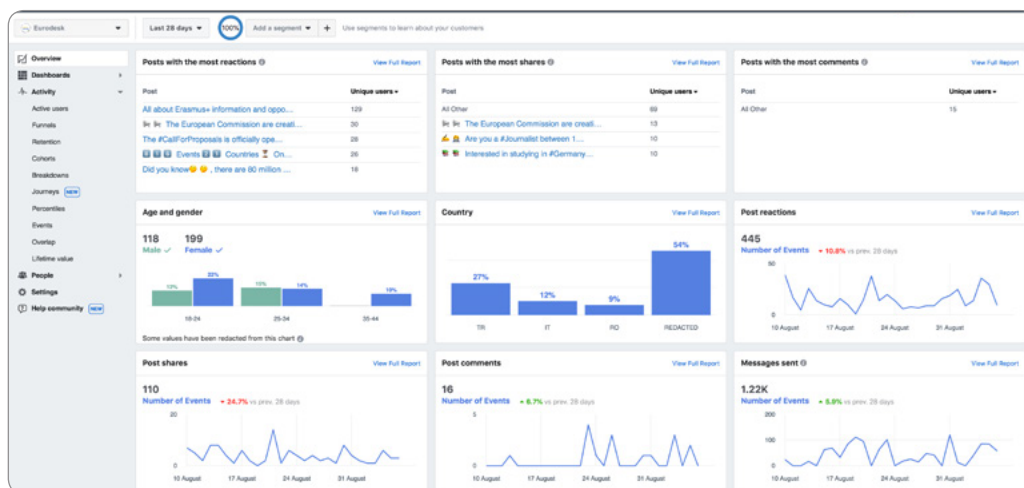 Eurodesk
Last 28 days
100%
Add a segment
+
Use segments to learn about your customers
Overview
Dashboards
Activity
Active users
Funnels
Retention
Cohorts
Breakdowns
Journeys NEW
Percentiles
Events
Overlap
Lifetime value
People
Settings
Help community NEW
Posts with the most reactions
View Full Report
Post Unique users
All about Erasmus+ information and oppo... 129
The European Commission are creati... 30
The #CallForProposals is officially ope... 28
Events Countries On... 26
Did you know , there are 80 million ... 18
Posts with the most shares
View Full Report
Post Unique users
All Other 69
The European Commission are creati... 13
Are you a #Journalist between 1... 10
Interested in studying in #Germany... 10
Posts with the most comments
View Full Report
Post Unique users
All Other 15
Age and gender
View Full Report
118 199
Male Female
13% 22% 15% 14%
18-24 25-34 35-44
Some values have been redacted from this chart
Country
View Full Report
27% 12% 9% 54%
TR IT RO REDACTED
Post reactions
View Full Report
445
Number of Events 10.8% vs prev. 28 days
50
0
10 August 17 August 24 August 31 August
Post shares
View Full Report
110
Number of Events 24.7% vs prev. 28 days
20
0
10 August 17 August 24 August 31 August
Post comments
View Full Report
16
Number of Events 6.7% vs prev. 28 days
5
0
10 August 17 August 24 August 31 August
Messages sent
View Full Report
1.22K
Number of Events 5.9% vs prev. 28 days
200
100
0
10 August 17 August 24 August 31 August